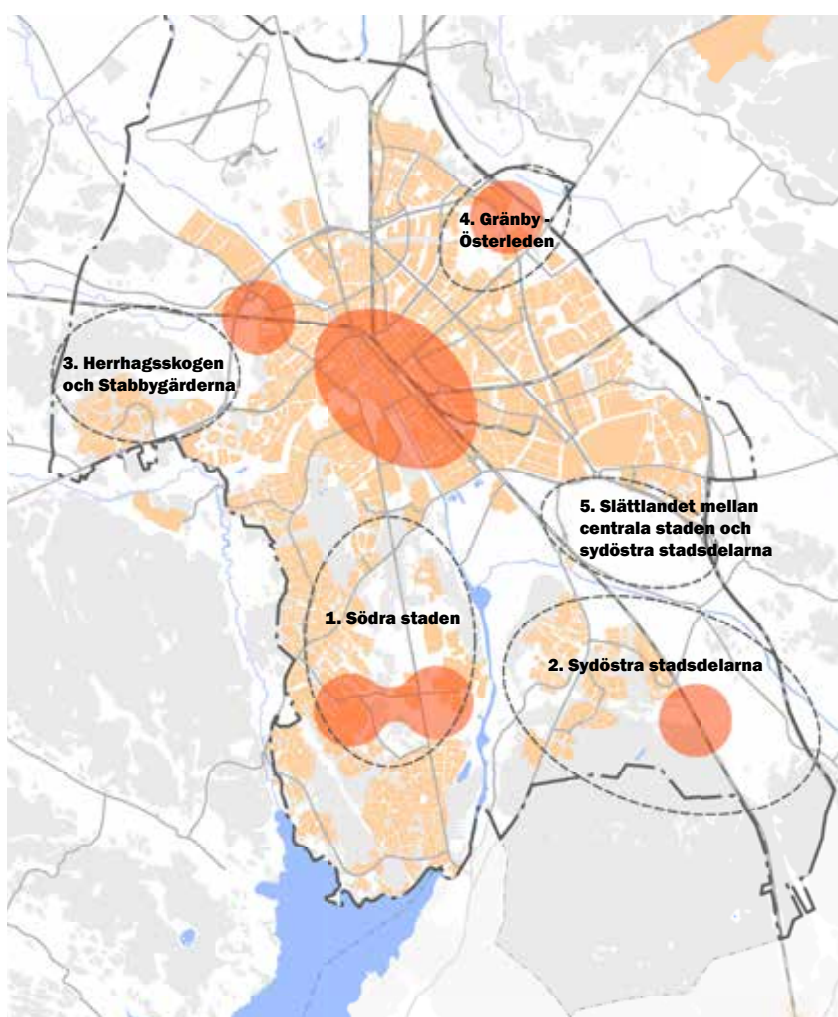 4. Gränby -
Österleden
3. Herrhagsskogen
och Stabbygärderna
5. Slättlandet mellan
centrala staden och
sydöstra stadsdelarna
1. Södra staden
2. Sydöstra stadsdelarna